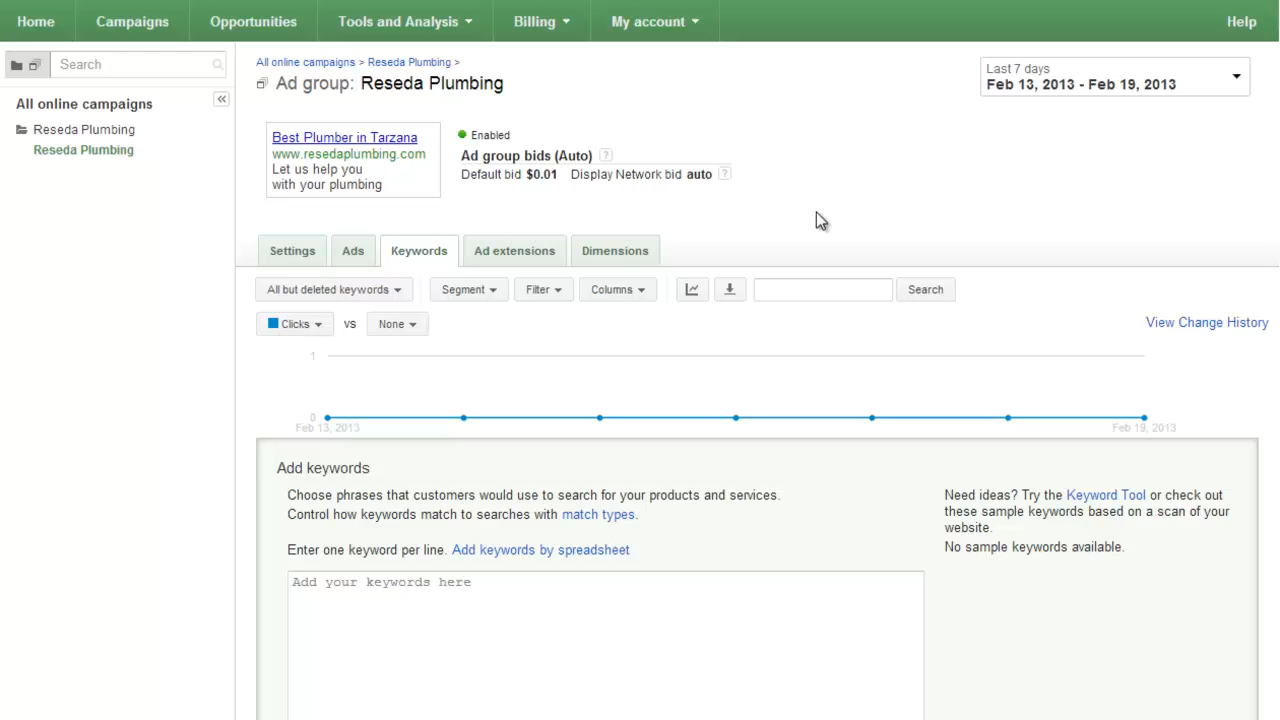 Home Campaigns Opportunities Tools and Analysis Billing My account Help
Search
All online campaigns
Reseda Plumbing
Reseda Plumbing
All online campaigns > Reseda Plumbing >
Ad group: Reseda Plumbing
Last 7 days
Feb 13, 2013 - Feb 19, 2013
Best Plumber in Tarzana
www.resedaplumbing.com
Let us help you
with your plumbing
Enabled
Ad group bids (Auto) ?
Default bid $0.01 Display Network bid auto ?
Settings Ads Keywords Ad extensions Dimensions
All but deleted keywords Segment Filter Columns Search
Clicks vs None
View Change History
1
0
Feb 13, 2013 Feb 19, 2013
Add keywords
Choose phrases that customers would use to search for your products and services.
Control how keywords match to searches with match types.
Enter one keyword per line. Add keywords by spreadsheet
Add your keywords here
Need ideas? Try the Keyword Tool or check out
these sample keywords based on a scan of your
website.
No sample keywords available.